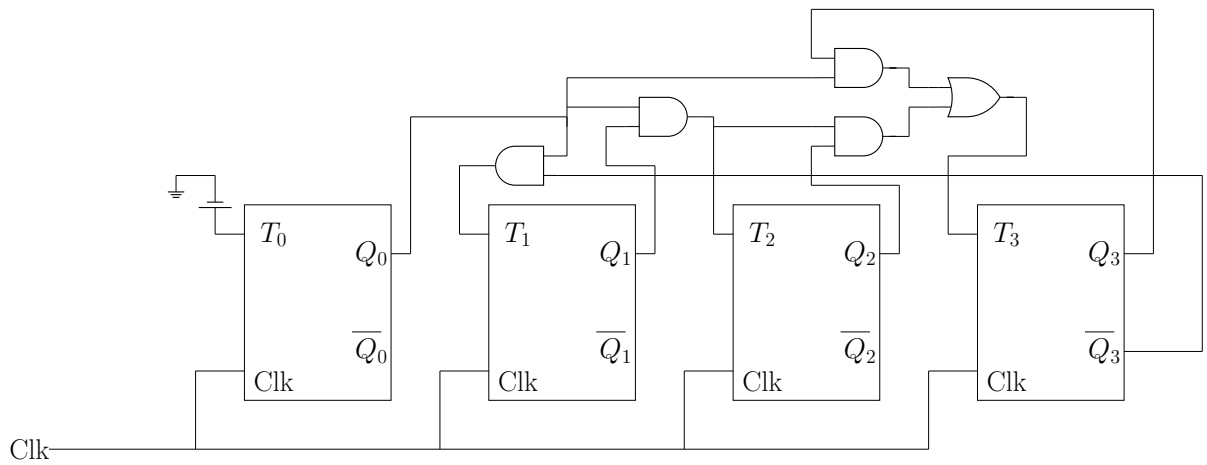 T₀ T₁ T₂ T₃
Q₀ Q₁ Q₂ Q₃
Q̅₀ Q̅₁ Q̅₂ Q̅₃
Clk Clk Clk Clk
Clk